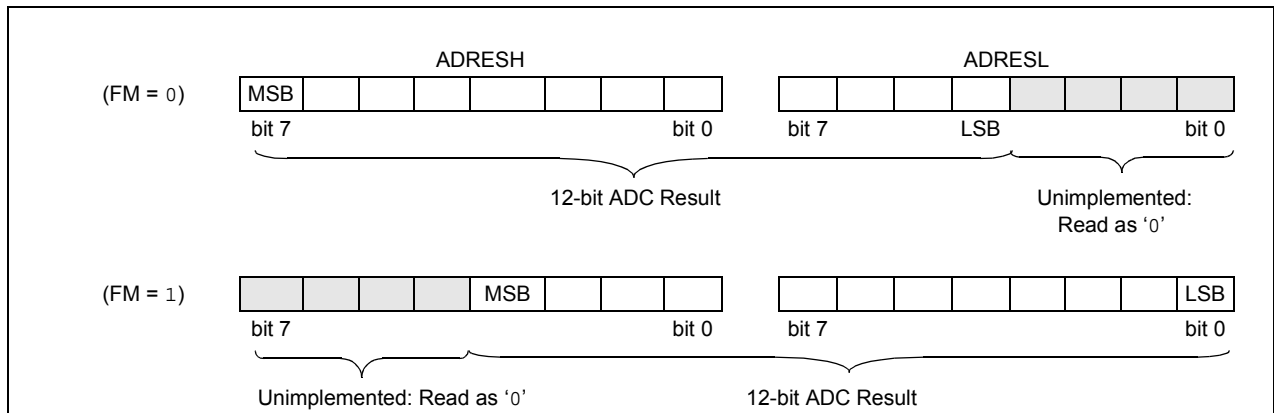 ADRESH ADRESL
(FM = 0) MSB
bit 7 bit 0 bit 7 LSB bit 0
12-bit ADC Result Unimplemented:
Read as ‘0’
(FM = 1) MSB LSB
bit 7 bit 0 bit 7 bit 0
Unimplemented: Read as ‘0’ 12-bit ADC Result